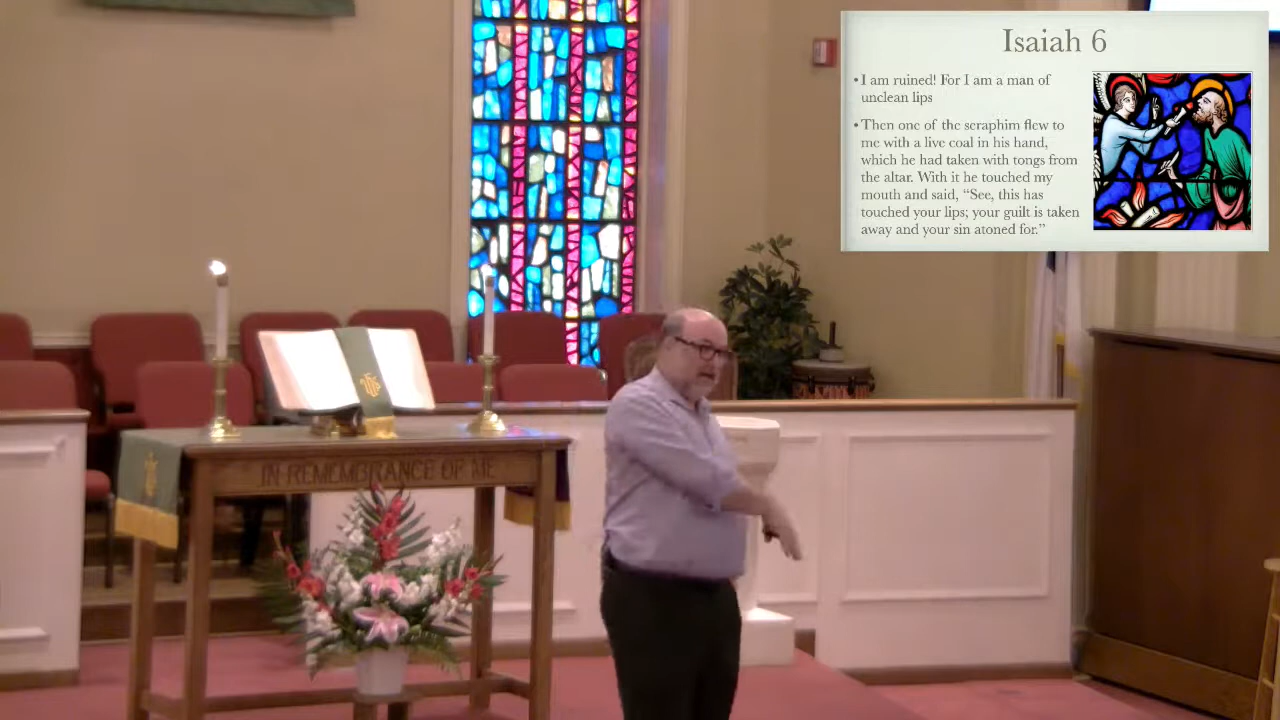 Isaiah 6
• I am ruined! For I am a man of
unclean lips
• Then one of the seraphim flew to
me with a live coal in his hand,
which he had taken with tongs from
the altar. With it he touched my
mouth and said, “See, this has
touched your lips; your guilt is taken
away and your sin atoned for.”
IN REMEMBRANCE OF ME